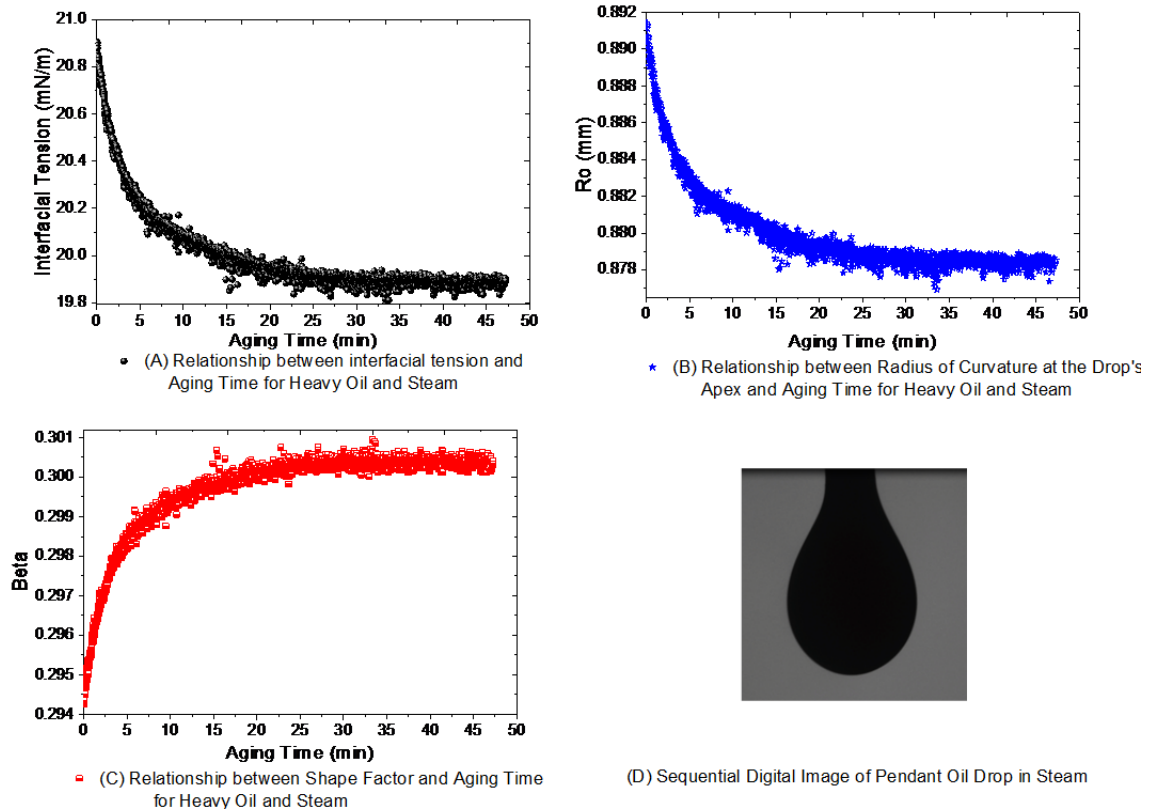 21.0
20.8
20.6
20.4
20.2
20.0
19.8
Interfacial Tension (mN/m)
0 5 10 15 20 25 30 35 40 45 50
Aging Time (min)
(A) Relationship between interfacial tension and
Aging Time for Heavy Oil and Steam
0.892
0.890
0.888
0.886
0.884
0.882
0.880
0.878
Ro (mm)
0 5 10 15 20 25 30 35 40 45 50
Aging Time (min)
(B) Relationship between Radius of Curvature at the Drop's
Apex and Aging Time for Heavy Oil and Steam
0.301
0.300
0.299
0.298
0.297
0.296
0.295
0.294
Beta
0 5 10 15 20 25 30 35 40 45 50
Aging Time (min)
(C) Relationship between Shape Factor and Aging Time
for Heavy Oil and Steam
(D) Sequential Digital Image of Pendant Oil Drop in Steam